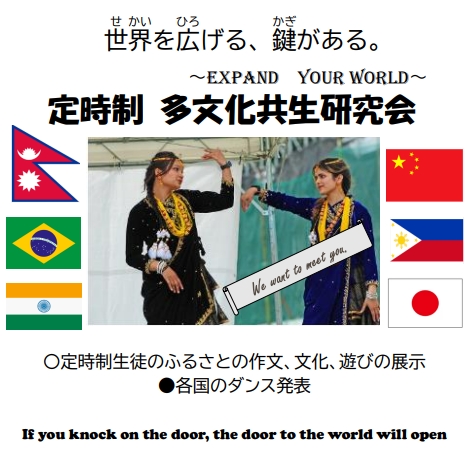 せ かい ひろ かぎ
世界を広げる、鍵がある。
～EXPAND YOUR WORLD～
定時制 多文化共生研究会
We want to meet you.
〇定時制生徒のふるさとの作文、文化、遊びの展示
●各国のダンス発表
If you knock on the door, the door to the world will open